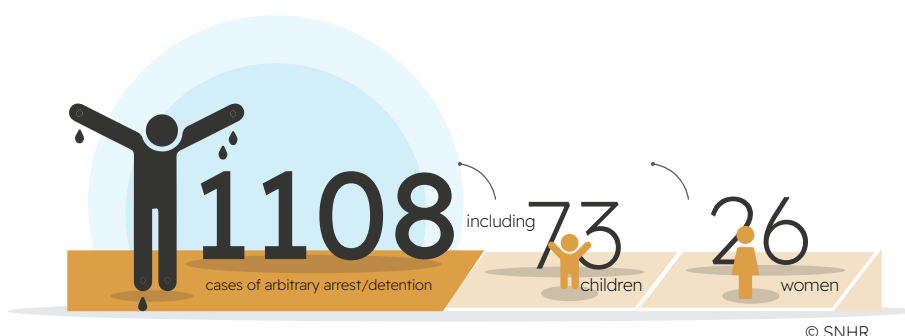 1108
cases of arbitrary arrest/detention
including
73
children
26
women
© SNHR